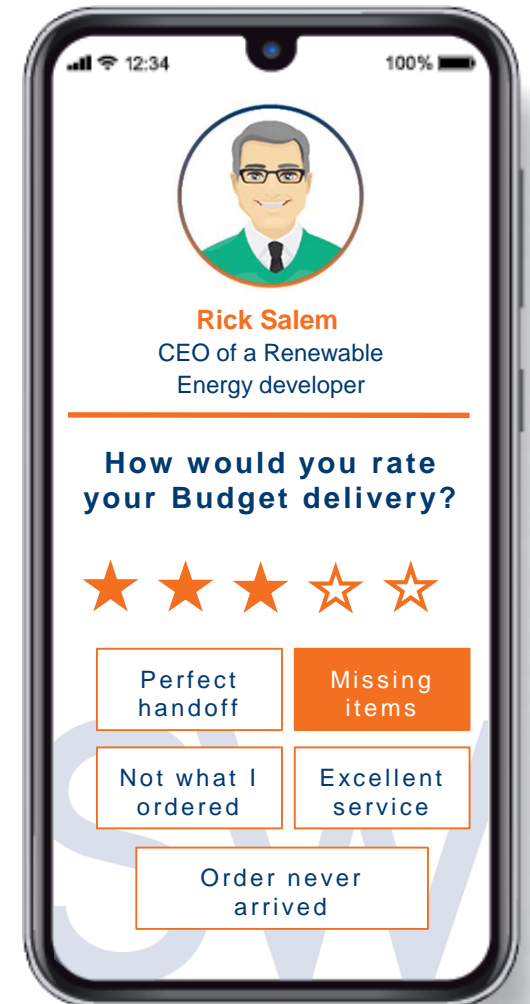 12:34 100%
Rick Salem
CEO of a Renewable
Energy developer
How would you rate
your Budget delivery?
Perfect
handoff
Missing
items
Not what I
ordered
Excellent
service
Order never
arrived
SW